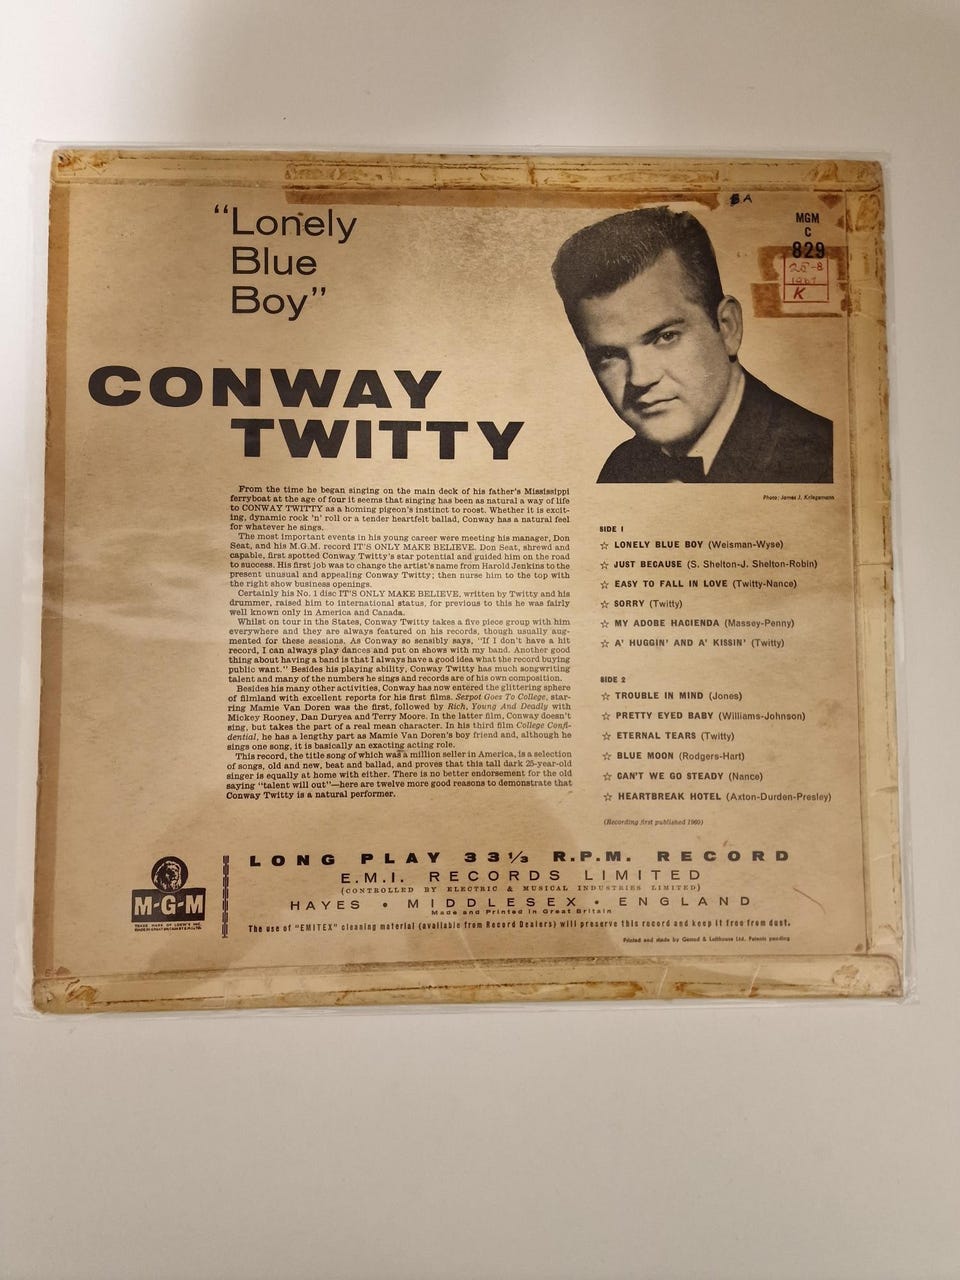 "Lonely
Blue
Boy"
CONWAY
TWITTY
From the time he began singing on the main deck of his father's Mississippi
ferryboat at the age of four it seems that singing has been as natural a way of life
to CONWAY TWITTY as a homing pigeon's instinct to roost. Whether it is excit-
ing, dynamic rock 'n' roll or a tender heartfelt ballad, Conway has a natural feel
for whatever he sings.
The most important events in his young career were meeting his manager, Don
Seat, and his M.G.M. record IT'S ONLY MAKE BELIEVE. Don Seat, shrewd and
capable, first spotted Conway Twitty's star potential and guided him on the road
to success. His first job was to change the artist's name from Harold Jenkins to the
present unusual and appealing Conway Twitty; then nurse him to the top with
the right show business openings.
Certainly his No. 1 disc IT'S ONLY MAKE BELIEVE, written by Twitty and his
drummer, raised him to international status, for previous to this he was fairly
well known only in America and Canada.
Whilst on tour in the States, Conway Twitty takes a five piece group with him
everywhere and they are always featured on his records, though usually aug-
mented for these sessions. As Conway so sensibly says, "If I don't have a hit
record, I can always play dances and put on shows with my band. Another good
thing about having a band is that I always have a good idea what the record buying
public want." Besides his playing ability, Conway Twitty has much songwriting
talent and many of the numbers he sings and records are of his own composition.
Besides his many other activities, Conway has now entered the glittering sphere
of filmland with excellent reports for his first films. Sexpot Goes To College, star-
ring Mamie Van Doren was the first, followed by Rich, Young And Deadly with
Mickey Rooney, Dan Duryea and Terry Moore. In the latter film, Conway doesn't
sing, but takes the part of a real mean character. In his third film College Confi-
dential, he has a lengthy part as Mamie Van Doren's boy friend and, although he
sings one song, it is basically an exacting acting role.
This record, the title song of which was a million seller in America, is a selection
of songs, old and new, beat and ballad, and proves that this tall dark 25-year-old
singer is equally at home with either. There is no better endorsement for the old
saying "talent will out"—here are twelve more good reasons to demonstrate that
Conway Twitty is a natural performer.
MGM
C
829
K
Photo: James J. Kriegsmann
SIDE 1
☆ LONELY BLUE BOY (Weisman-Wyse)
☆ JUST BECAUSE (S. Shelton-J. Shelton-Robin)
☆ EASY TO FALL IN LOVE (Twitty-Nance)
☆ SORRY (Twitty)
☆ MY ADOBE HACIENDA (Massey-Penny)
☆ A' HUGGIN' AND A' KISSIN' (Twitty)
SIDE 2
☆ TROUBLE IN MIND (Jones)
☆ PRETTY EYED BABY (Williams-Johnson)
☆ ETERNAL TEARS (Twitty)
☆ BLUE MOON (Rodgers-Hart)
☆ CAN'T WE GO STEADY (Nance)
☆ HEARTBREAK HOTEL (Axton-Durden-Presley)
(Recording first published 1960)
M-G-M
LONG PLAY 33⅓ R.P.M. RECORD
E.M.I. RECORDS LIMITED
(CONTROLLED BY ELECTRIC & MUSICAL INDUSTRIES LIMITED)
HAYES • MIDDLESEX • ENGLAND
Made and Printed in Great Britain
The use of "EMITEX" cleaning material (available from Record Dealers) will preserve this record and keep it free from dust.
Printed and made by Garrod & Lofthouse Ltd. Patents pending